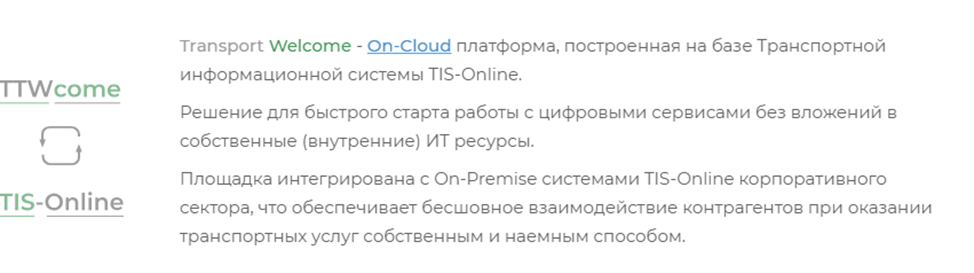 Transport Welcome - On-Cloud платформа, построенная на базе Транспортной
информационной системы TIS-Online.
TTWcome
Решение для быстрого старта работы с цифровыми сервисами без вложений в
собственные (внутренние) ИТ ресурсы.
Площадка интегрирована с On-Premise системами TIS-Online корпоративного
TIS-Online
сектора, что обеспечивает бесшовное взаимодействие контрагентов при оказании
транспортных услуг собственным и наемным способом.